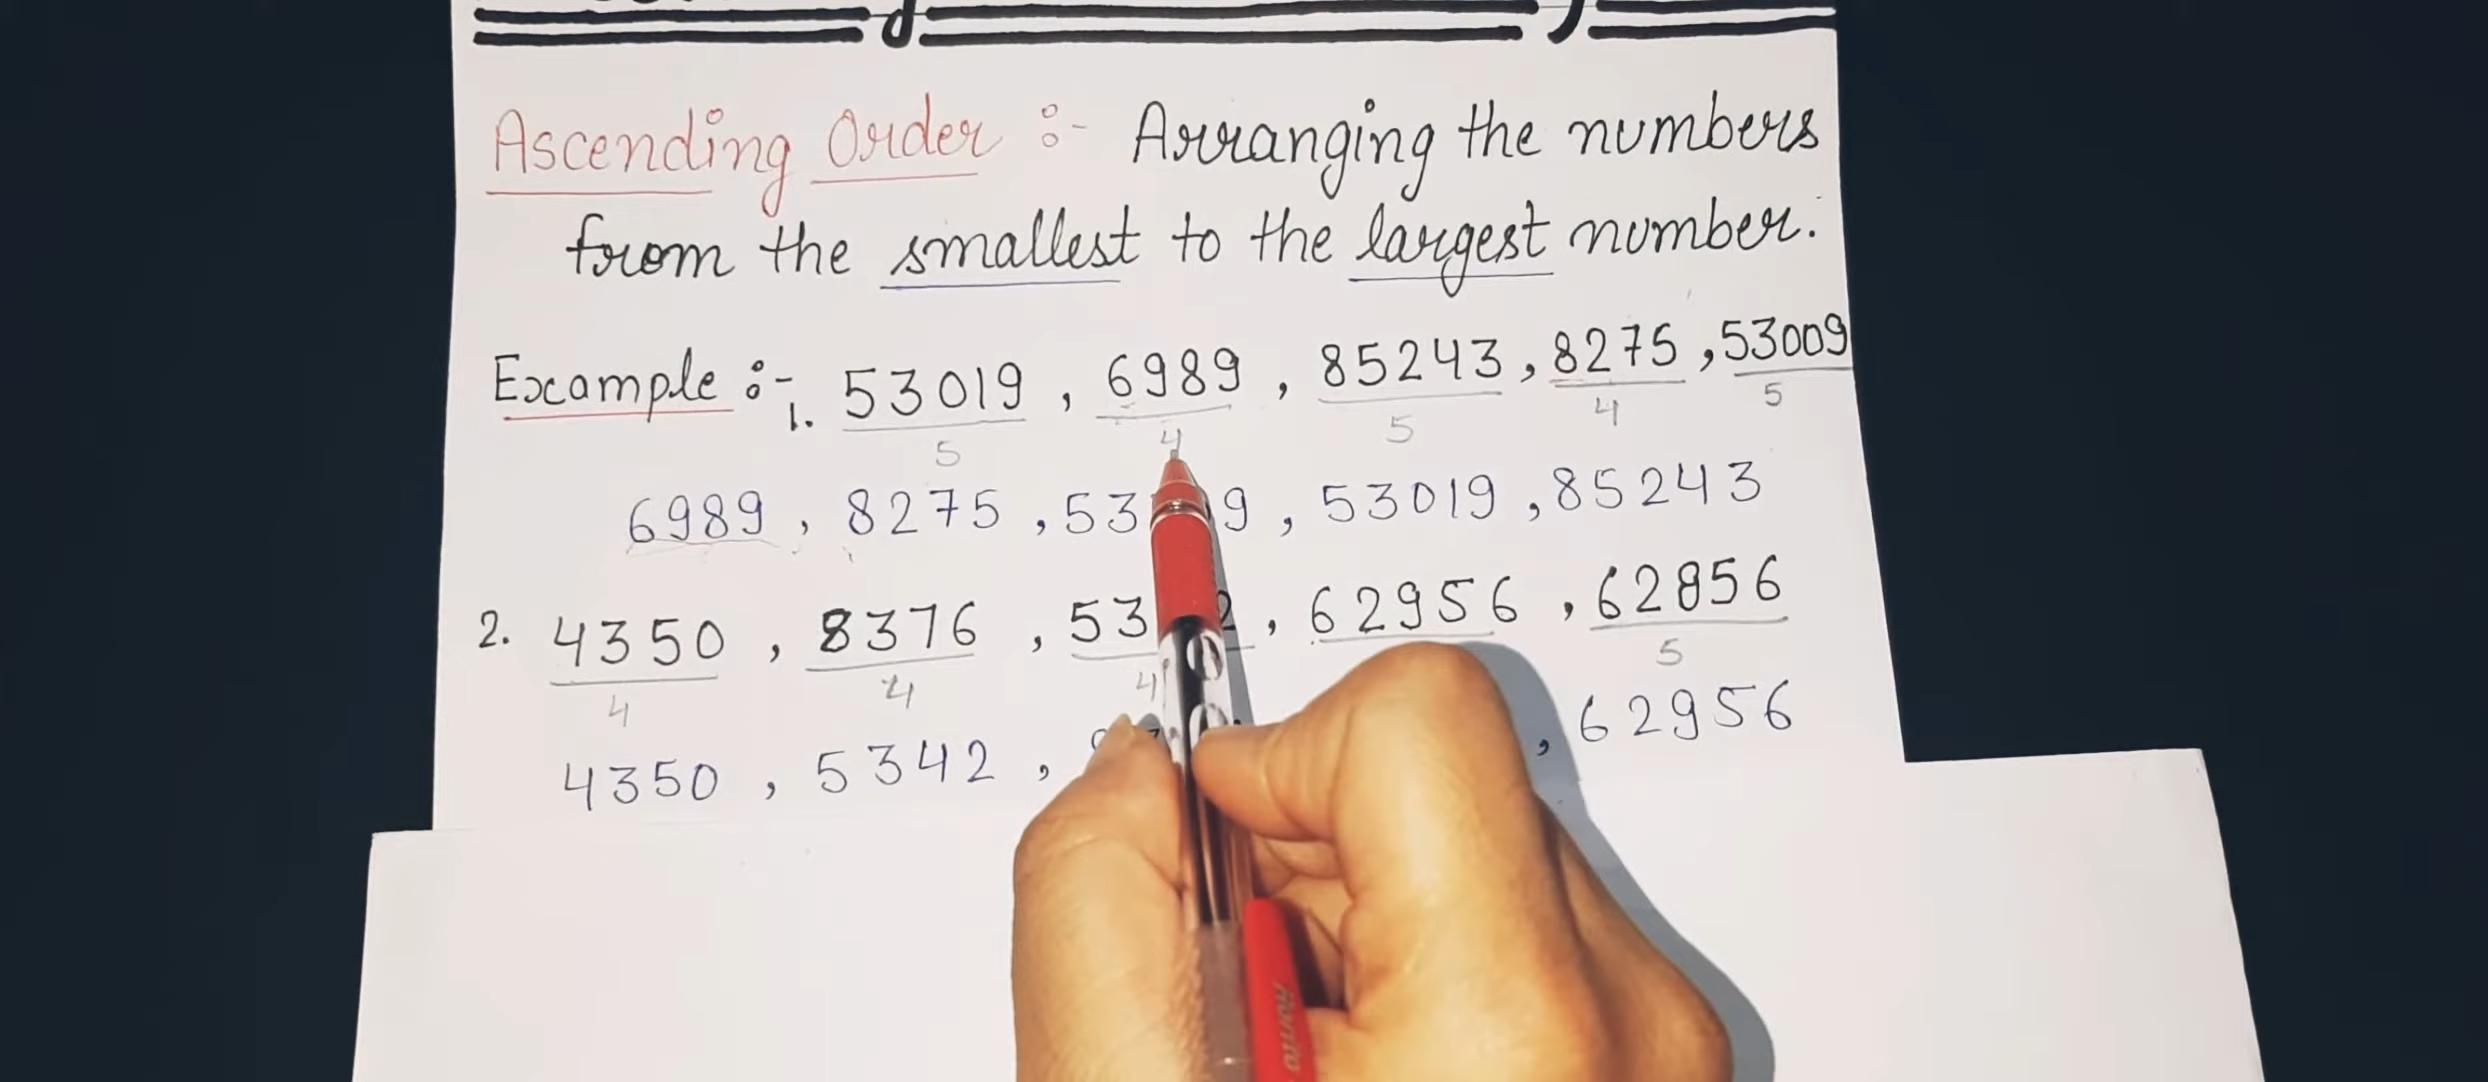 Ascending Order :- Arranging the numbers
from the smallest to the largest number.
Example :- 1. 53019 , 6989 , 85243 , 8275 , 53009
5 4 5 4 5
6989 , 8275 , 53 9 , 53019 , 85243
2. 4350 , 8376 , 53 2 , 62956 , 62856
4 4 4 5
4350 , 5342 , , 62956